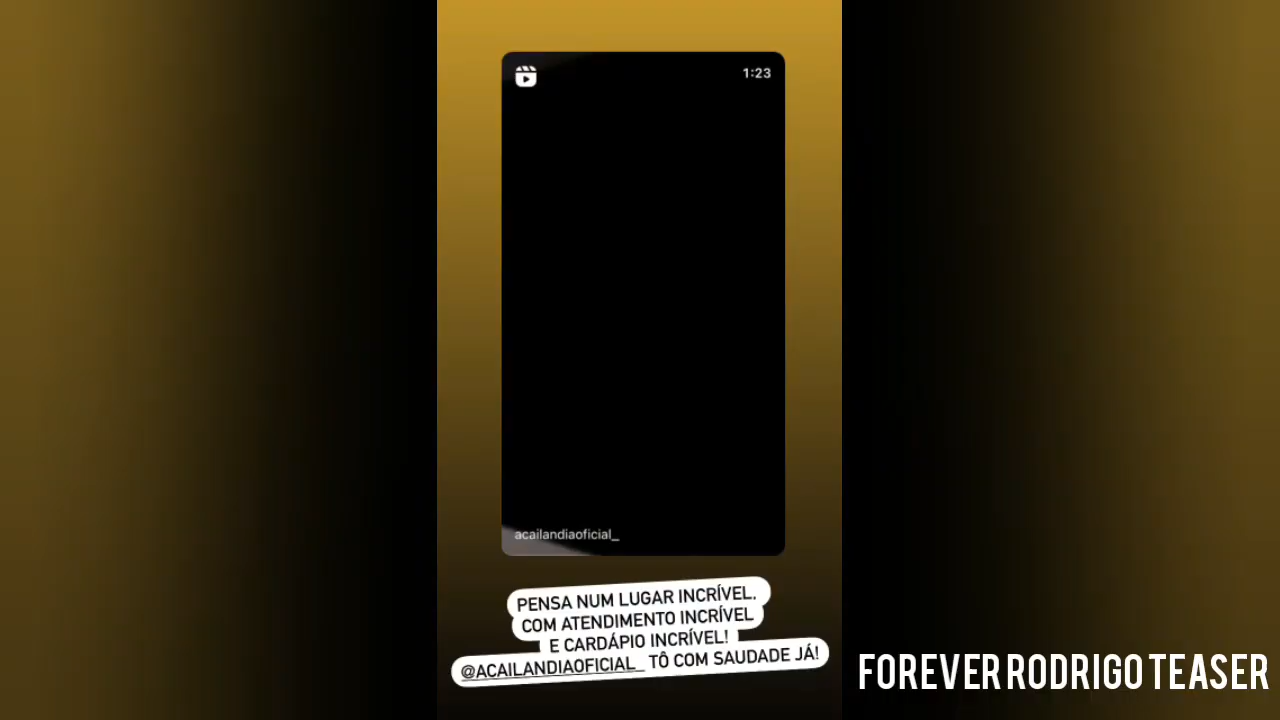 1:23
acailandiaoficial_
PENSA NUM LUGAR INCRÍVEL.
COM ATENDIMENTO INCRÍVEL
E CARDÁPIO INCRÍVEL!
@ACAILANDIAOFICIAL_ TÔ COM SAUDADE JÁ!
FOREVER RODRIGO TEASER